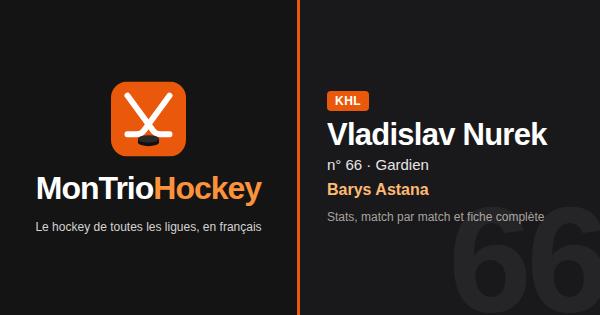 MonTrioHockey
Le hockey de toutes les ligues, en français
KHL
Vladislav Nurek
n° 66 · Gardien
Barys Astana
Stats, match par match et fiche complète
66